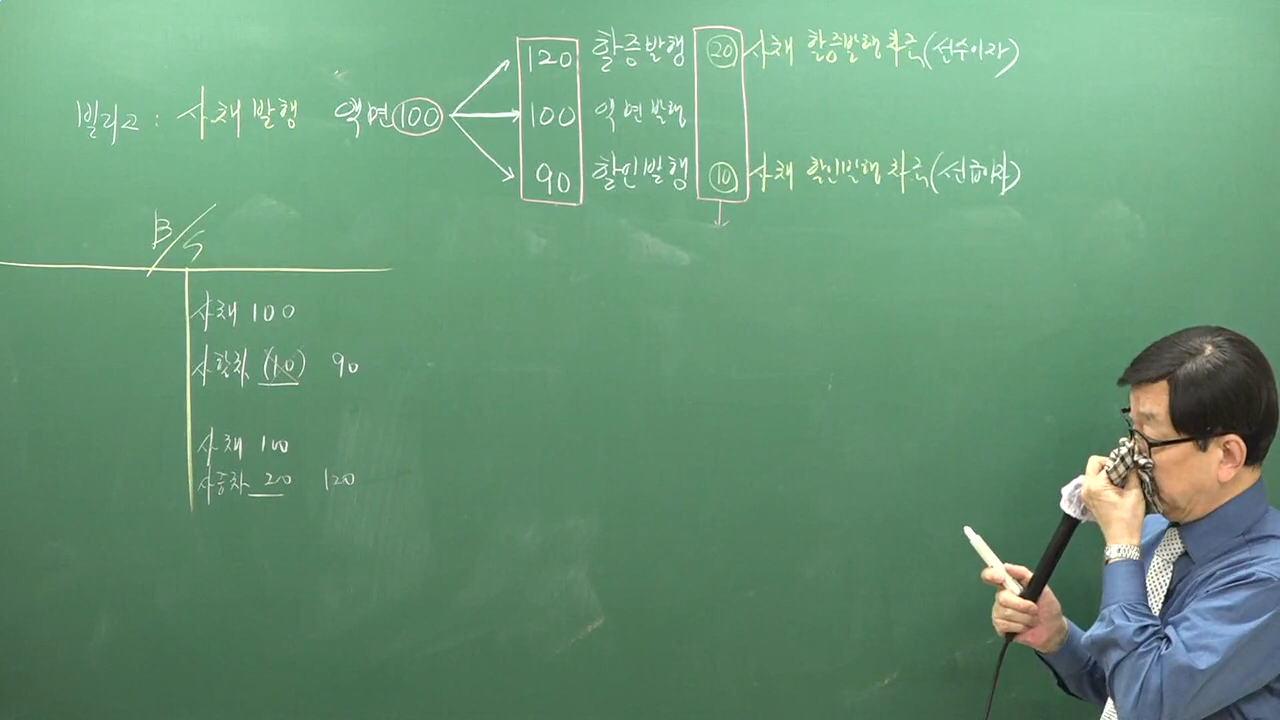 120 할증발행 20 사채 할증발행차금(선수이자)
빌리고 : 사채발행 액면 100 100 액면발행
90 할인발행 10 사채 할인발행차금(선급이자)
B/S
사채 100
사할차 (10) 90
사채 100
사증차 20 120